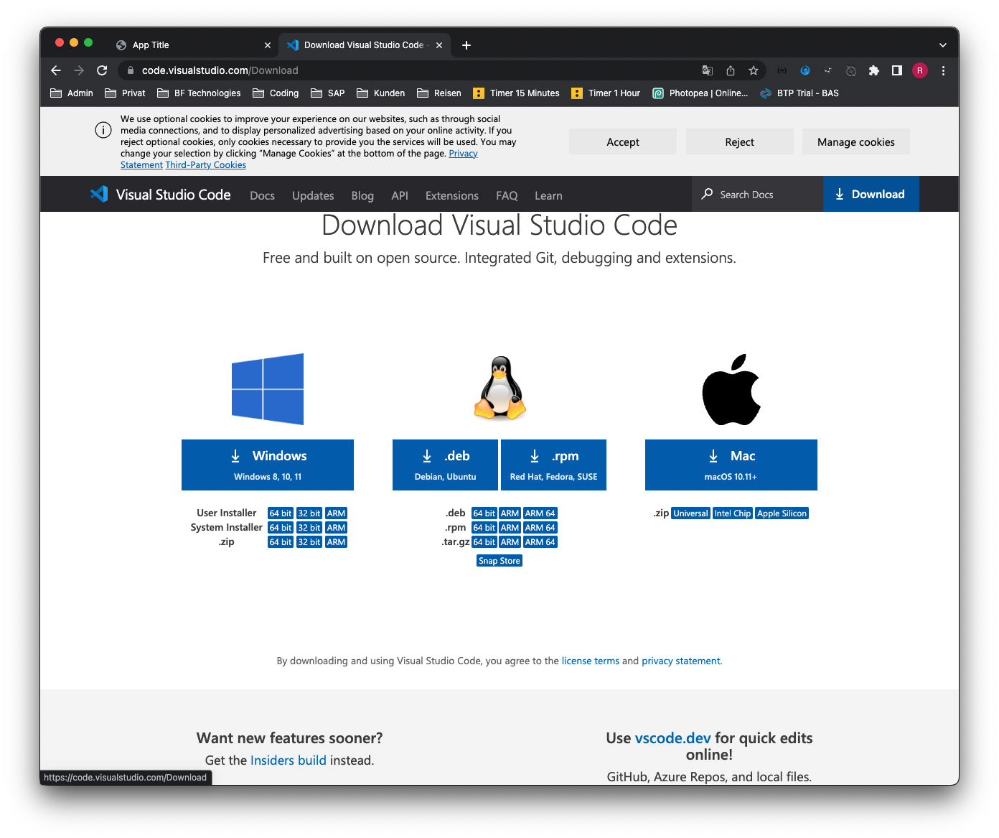 App Title
Download Visual Studio Code -
code.visualstudio.com/Download
R
Admin Privat BF Technologies Coding SAP Kunden Reisen Timer 15 Minutes Timer 1 Hour Photopea | Online... BTP Trial - BAS
We use optional cookies to improve your experience on our websites, such as through social
media connections, and to display personalized advertising based on your online activity. If you
reject optional cookies, only cookies necessary to provide you the services will be used. You may
change your selection by clicking “Manage Cookies” at the bottom of the page. Privacy
Statement Third-Party Cookies
Accept
Reject
Manage cookies
Visual Studio Code Docs Updates Blog API Extensions FAQ Learn Search Docs Download
Download Visual Studio Code
Free and built on open source. Integrated Git, debugging and extensions.
Windows
Windows 8, 10, 11
User Installer 64 bit 32 bit ARM
System Installer 64 bit 32 bit ARM
.zip 64 bit 32 bit ARM
.deb
Debian, Ubuntu
.rpm
Red Hat, Fedora, SUSE
.deb 64 bit ARM ARM 64
.rpm 64 bit ARM ARM 64
.tar.gz 64 bit ARM ARM 64
Snap Store
Mac
macOS 10.11+
.zip Universal Intel Chip Apple Silicon
By downloading and using Visual Studio Code, you agree to the license terms and privacy statement.
Want new features sooner?
Get the Insiders build instead.
Use vscode.dev for quick edits
online!
GitHub, Azure Repos, and local files.
https://code.visualstudio.com/Download